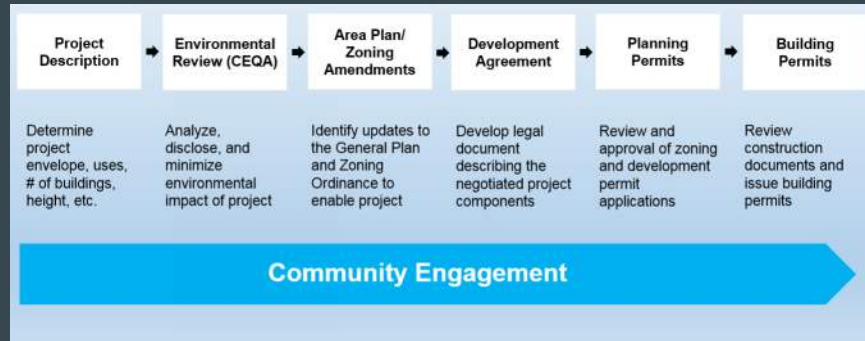 Project
Description
Environmental
Review (CEQA)
Area Plan/
Zoning
Amendments
Development
Agreement
Planning
Permits
Building
Permits
Determine
project
envelope, uses,
# of buildings,
height, etc.
Analyze,
disclose, and
minimize
environmental
impact of project
Identify updates to
the General Plan
and Zoning
Ordinance to
enable project
Develop legal
document
describing the
negotiated project
components
Review and
approval of zoning
and development
permit
applications
Review
construction
documents and
issue building
permits
Community Engagement